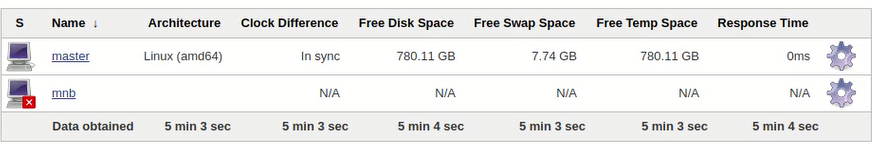 S Name ↓ Architecture Clock Difference Free Disk Space Free Swap Space Free Temp Space Response Time
master Linux (amd64) In sync 780.11 GB 7.74 GB 780.11 GB 0ms
mnb N/A N/A N/A N/A N/A
Data obtained 5 min 3 sec 5 min 3 sec 5 min 4 sec 5 min 3 sec 5 min 3 sec 5 min 4 sec